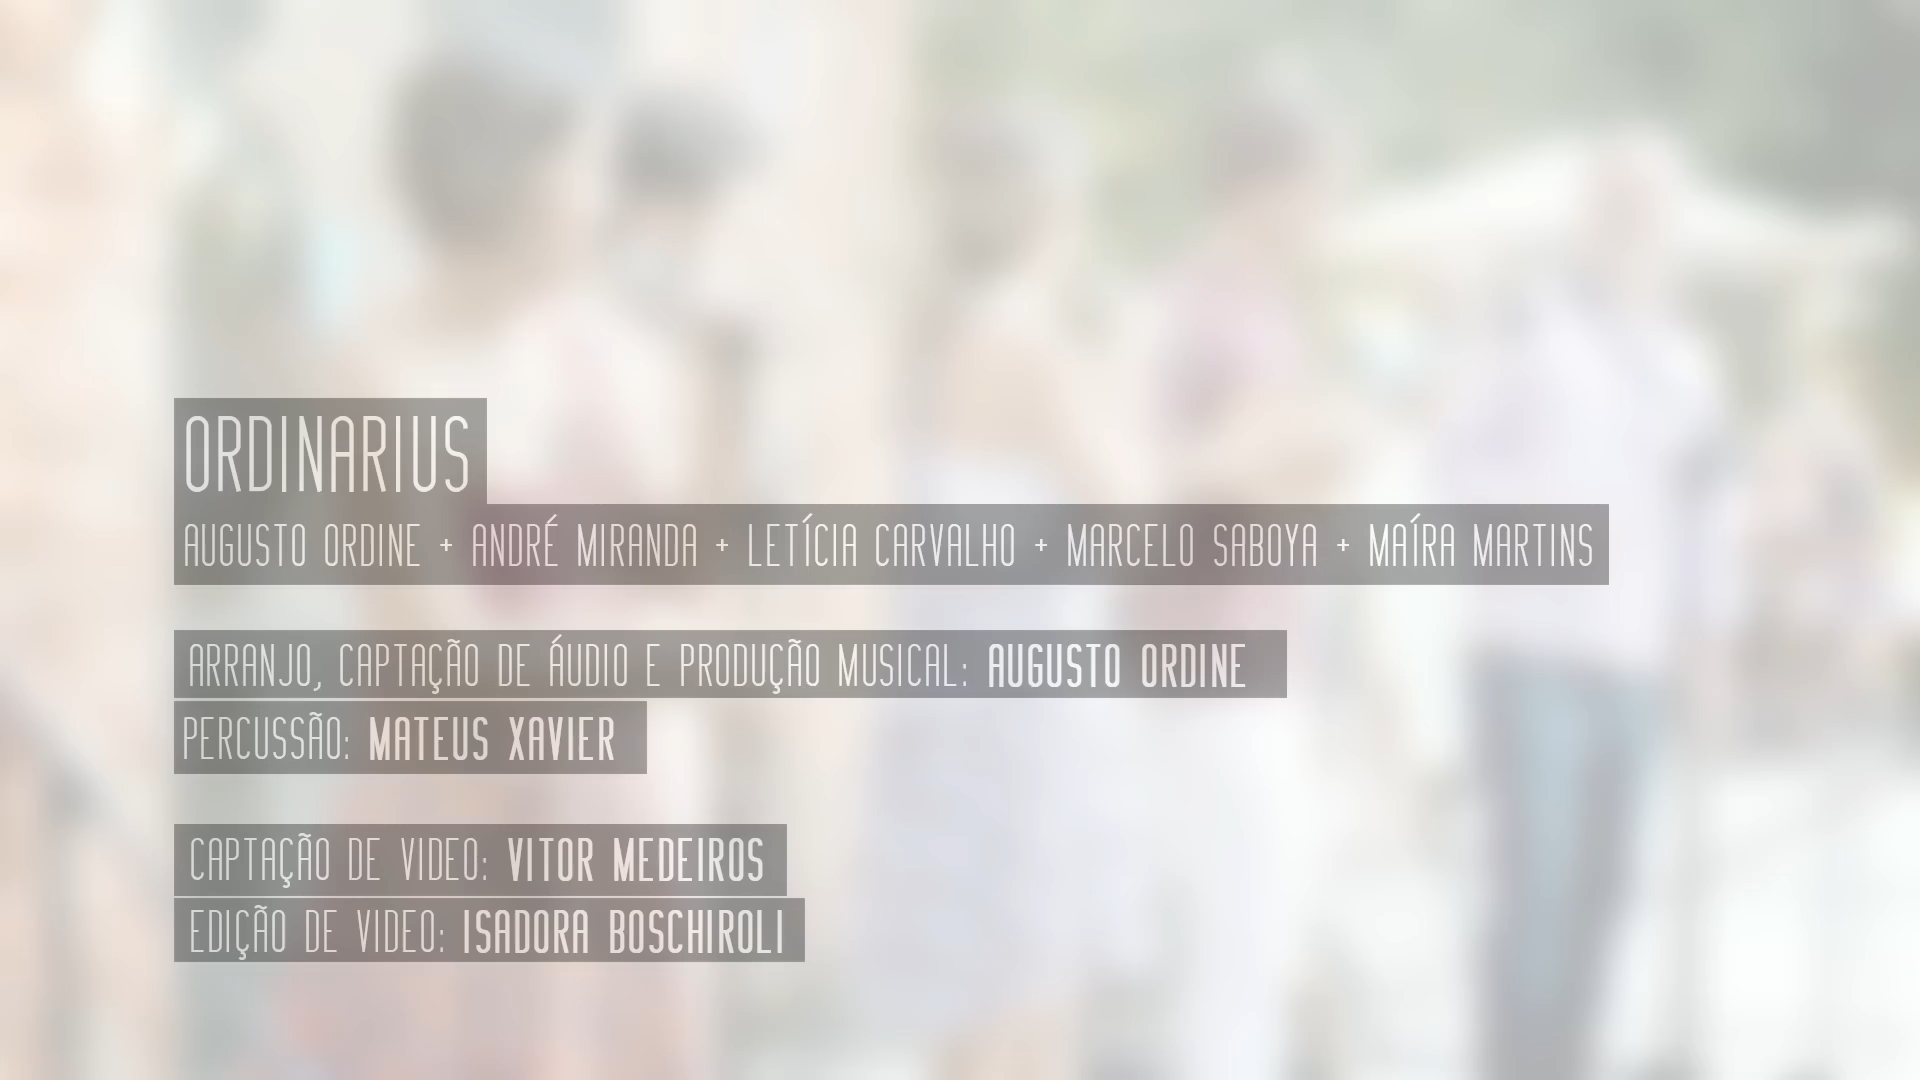 ORDINARIUS
AUGUSTO ORDINE + ANDRÉ MIRANDA + LETÍCIA CARVALHO + MARCELO SABOYA + MAÍRA MARTINS
ARRANJO, CAPTAÇÃO DE ÁUDIO E PRODUÇÃO MUSICAL: AUGUSTO ORDINE
PERCUSSÃO: MATEUS XAVIER
CAPTAÇÃO DE VIDEO: VITOR MEDEIROS
EDIÇÃO DE VIDEO: ISADORA BOSCHIROLI